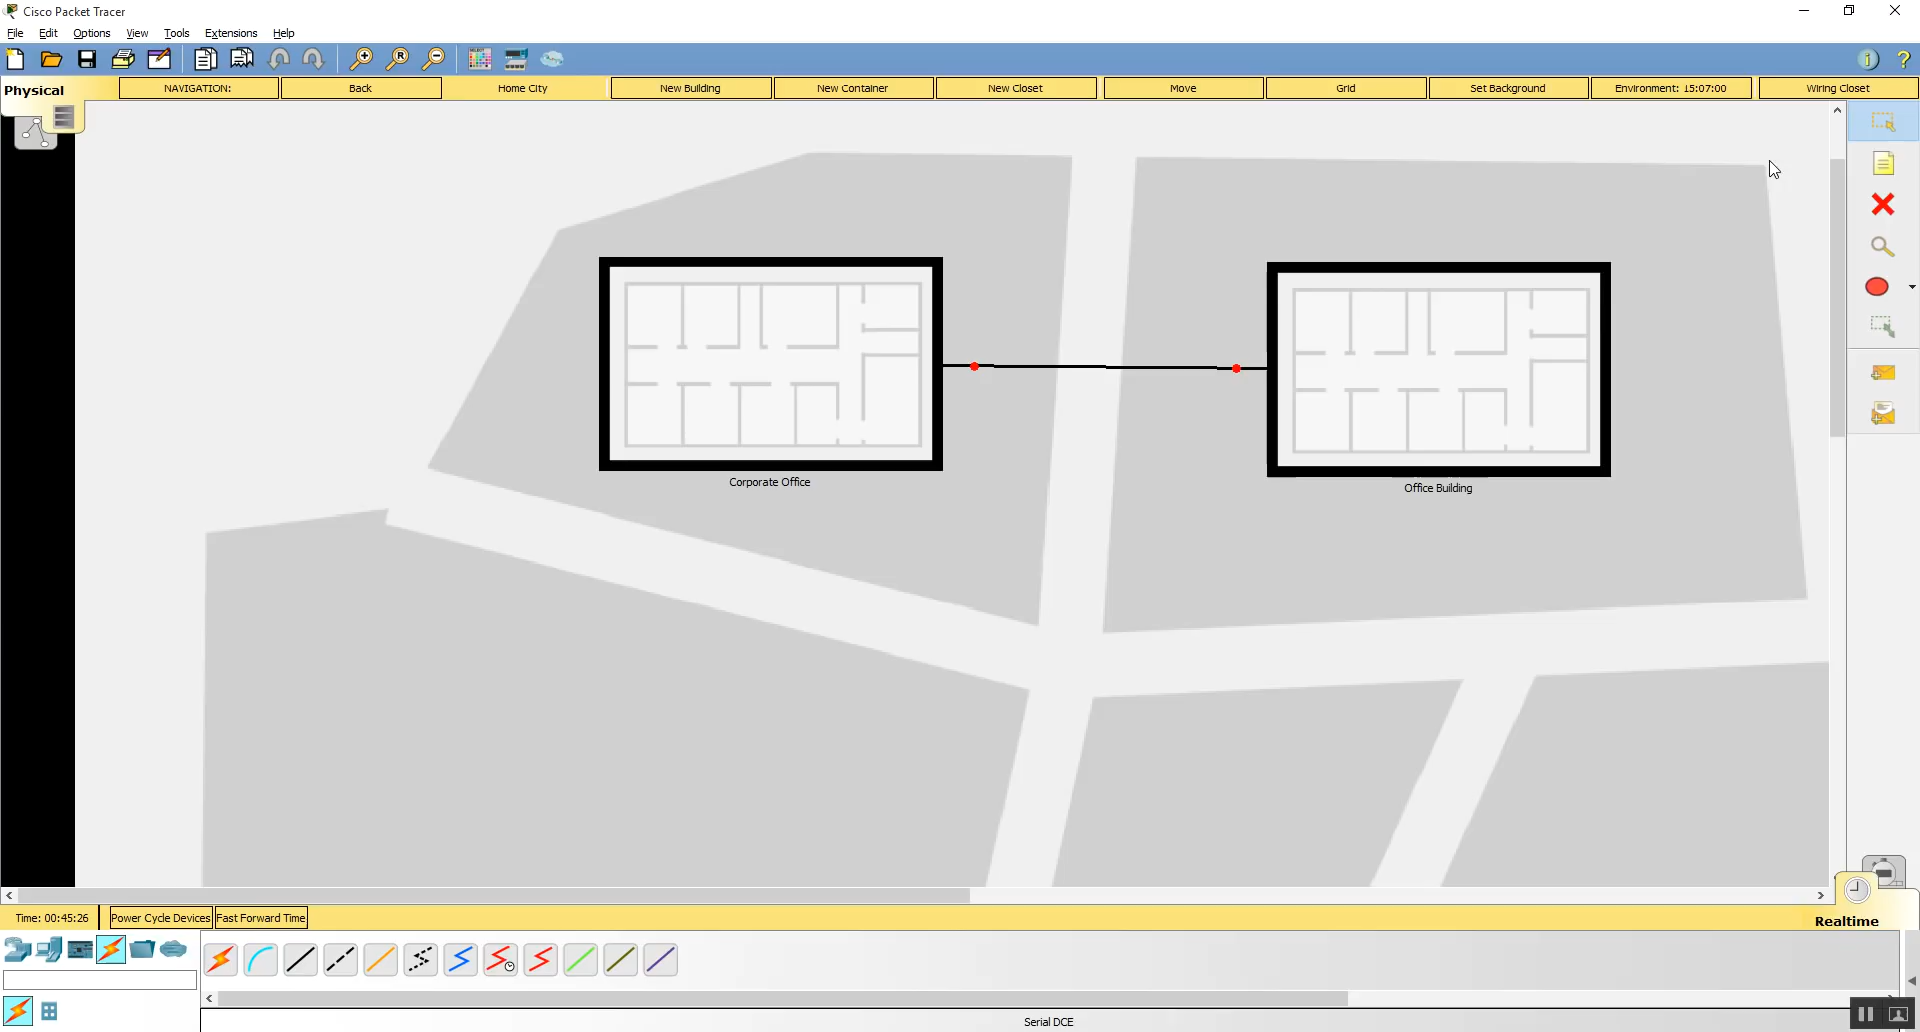 Cisco Packet Tracer
File Edit Options View Tools Extensions Help
Physical NAVIGATION: Back Home City New Building New Container New Closet Move Grid Set Background Environment: 15:07:00 Wiring Closet
Corporate Office
Office Building
Time: 00:45:26 Power Cycle Devices Fast Forward Time
Realtime
Serial DCE